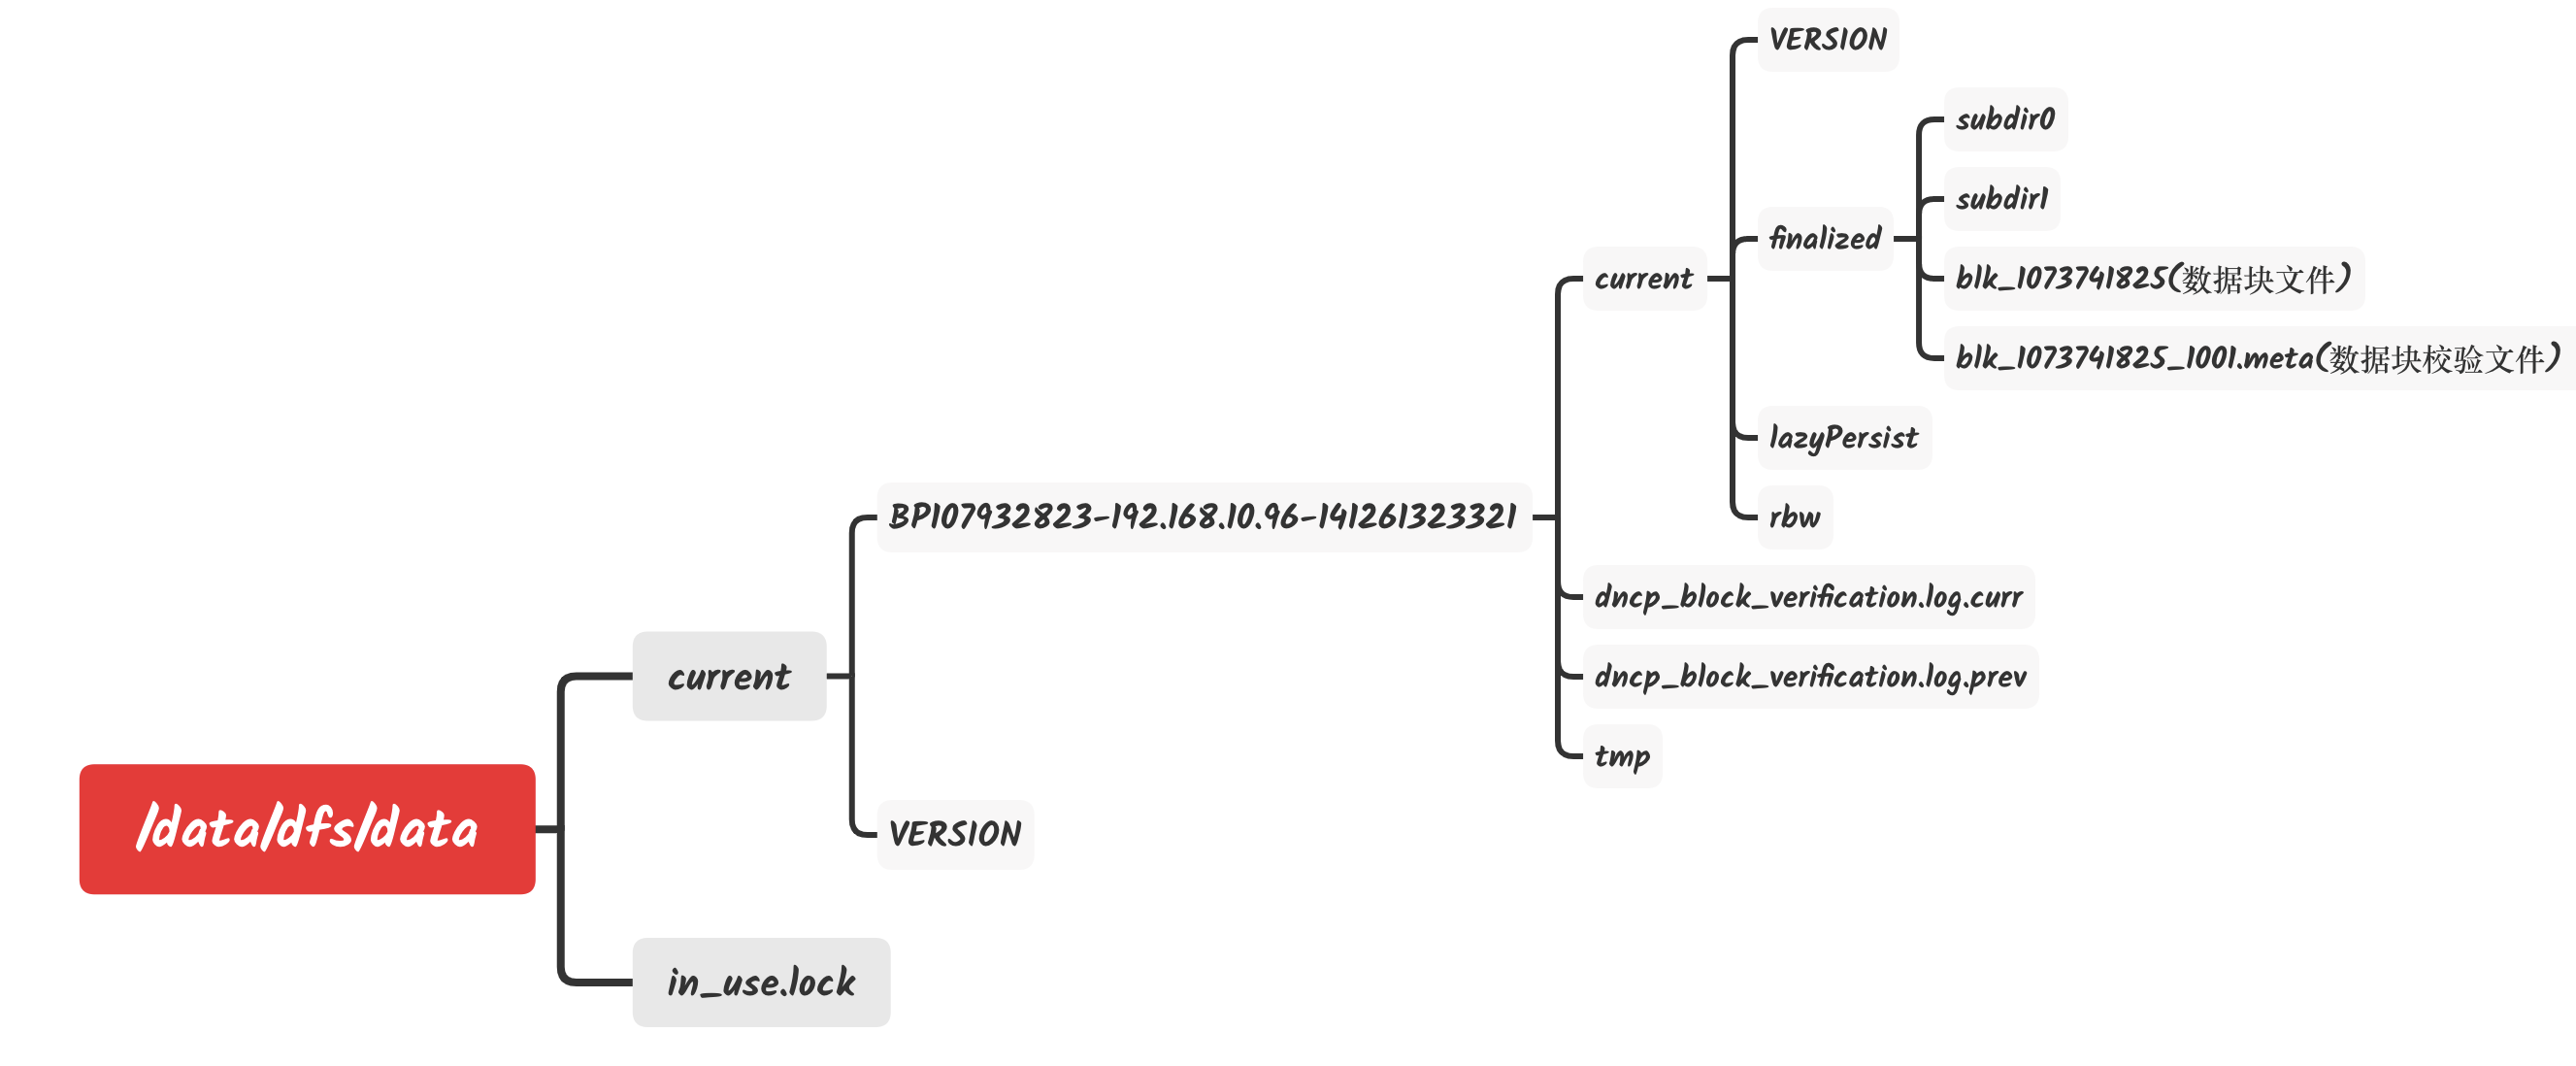 VERSION
subdir0
subdir1
finalized
current
blk_1073741825(数据块文件)
blk_1073741825_1001.meta(数据块校验文件)
lazyPersist
BP107932823-192.168.10.96-1412613233321
rbw
dncp_block_verification.log.curr
current
dncp_block_verification.log.prev
tmp
/data/dfs/data
VERSION
in_use.lock